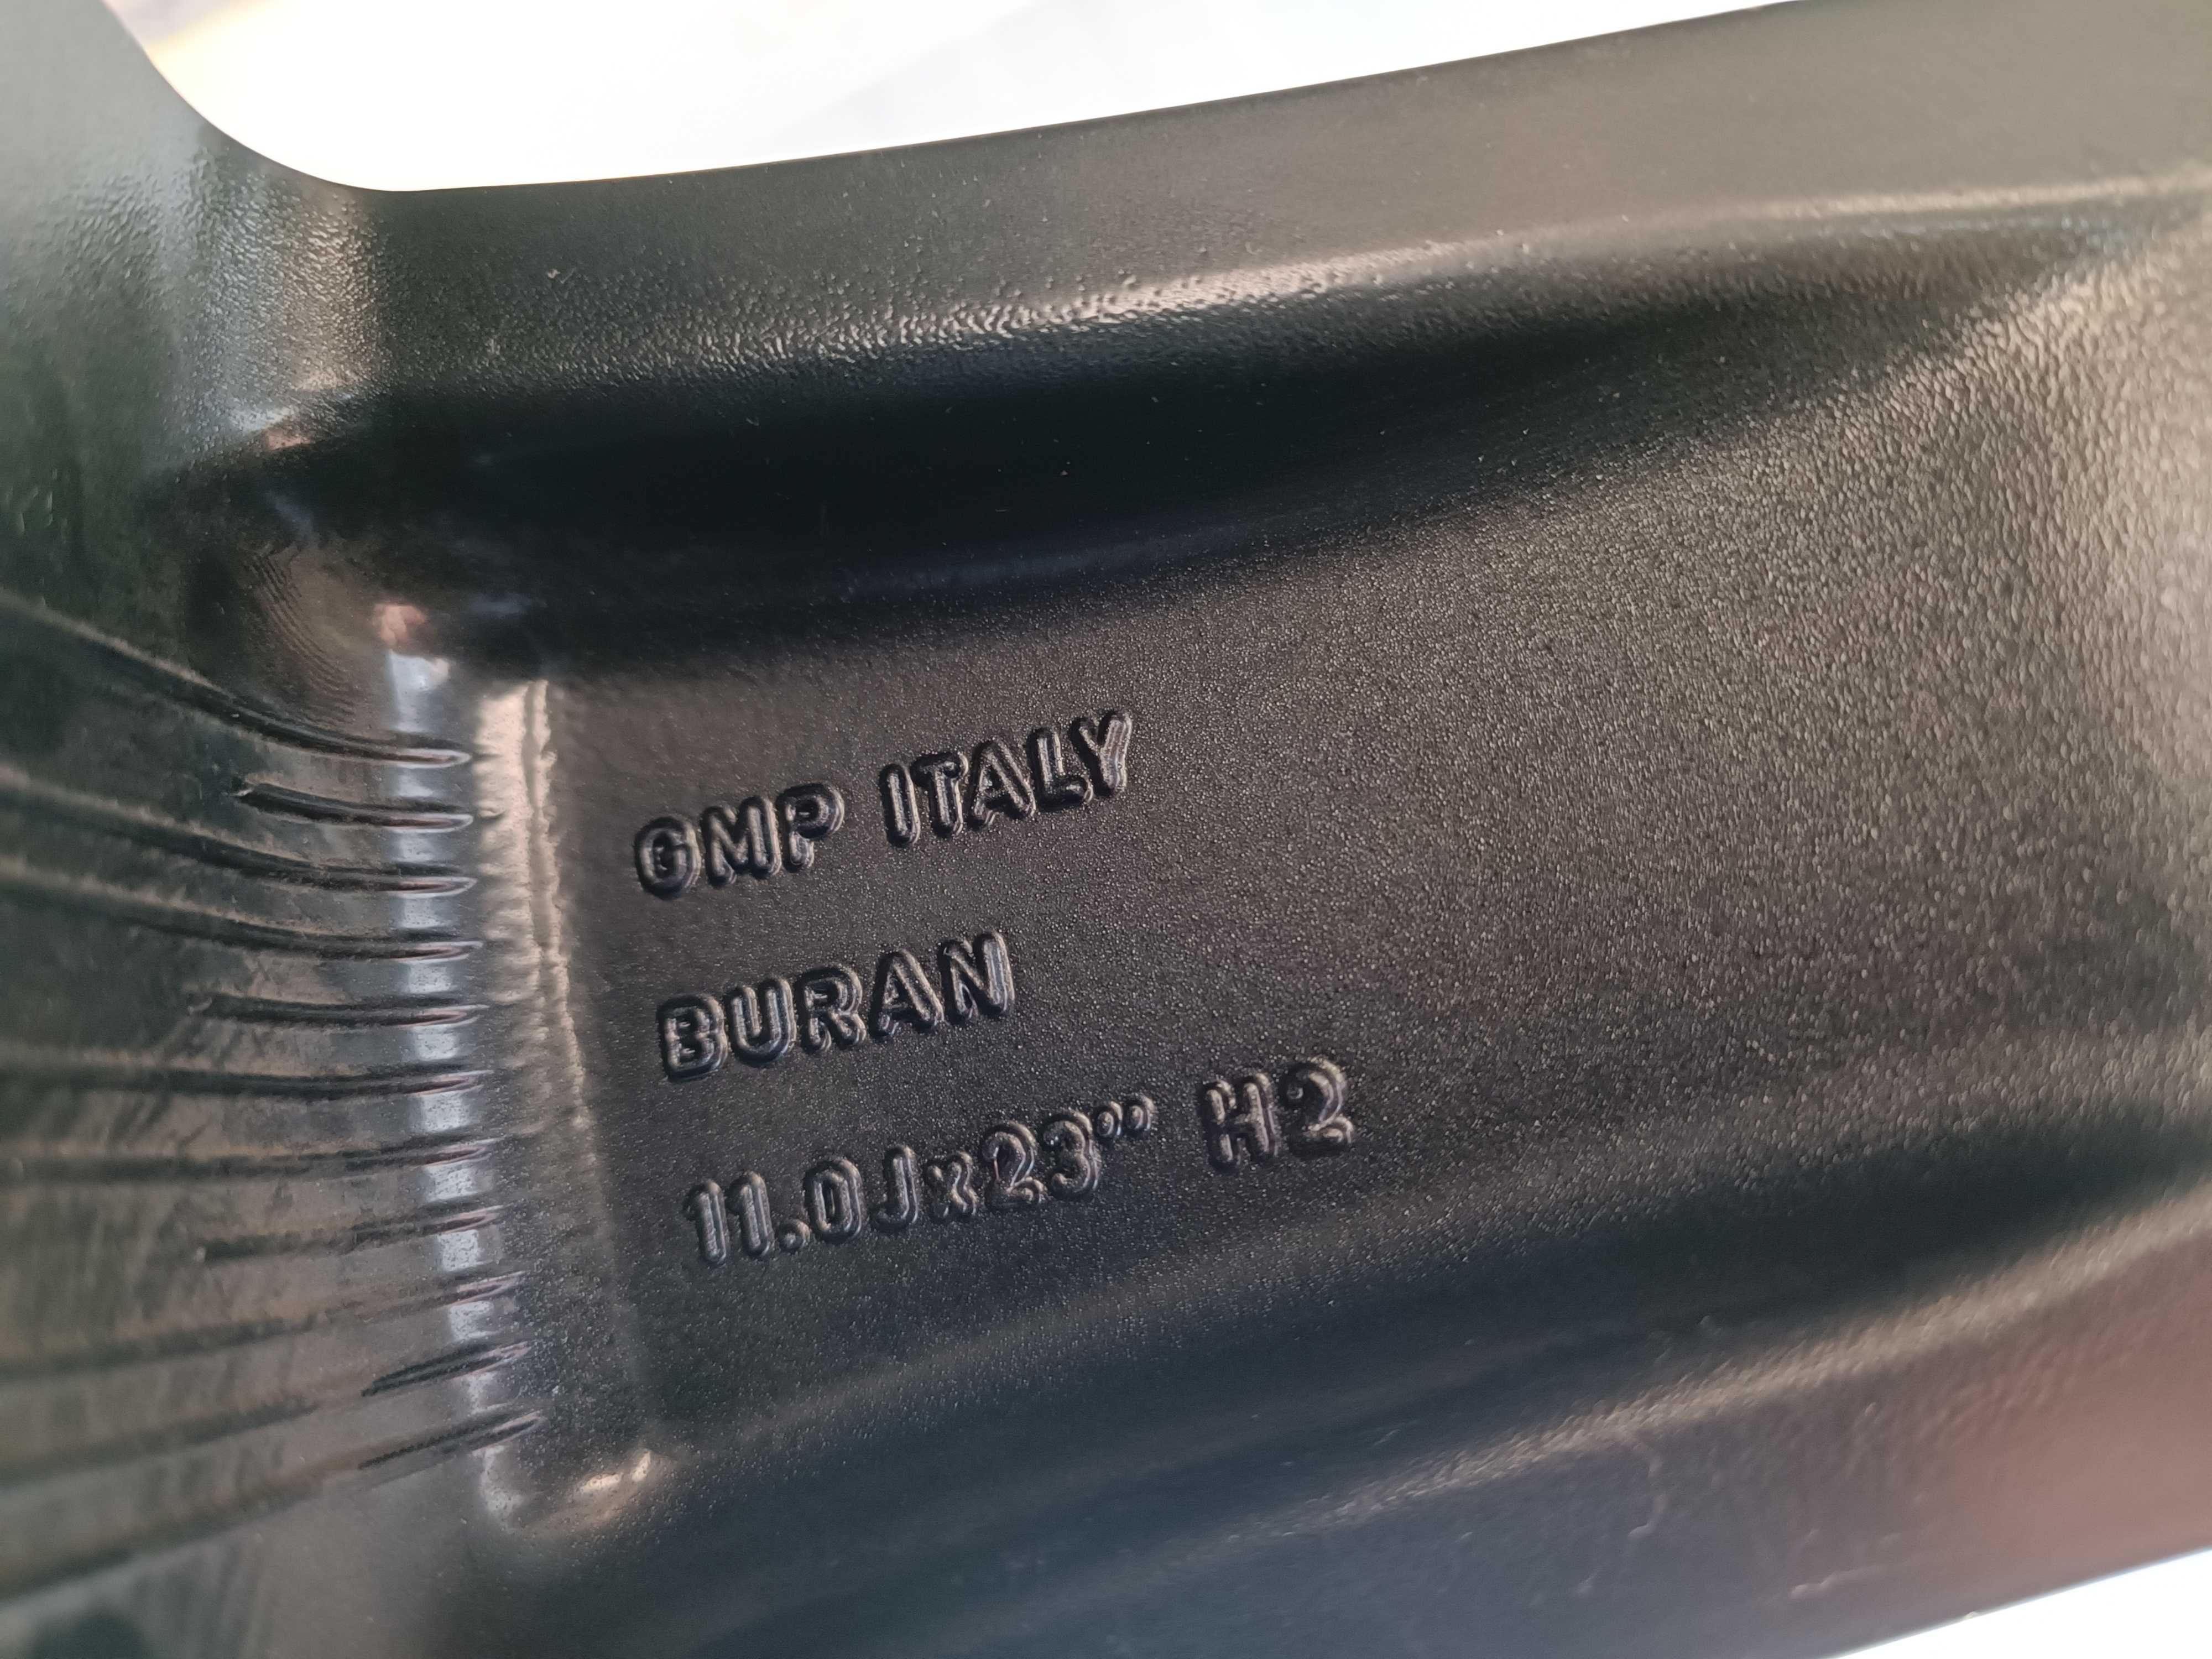 GMP ITALY
BURAN
11.0Jx23" H2